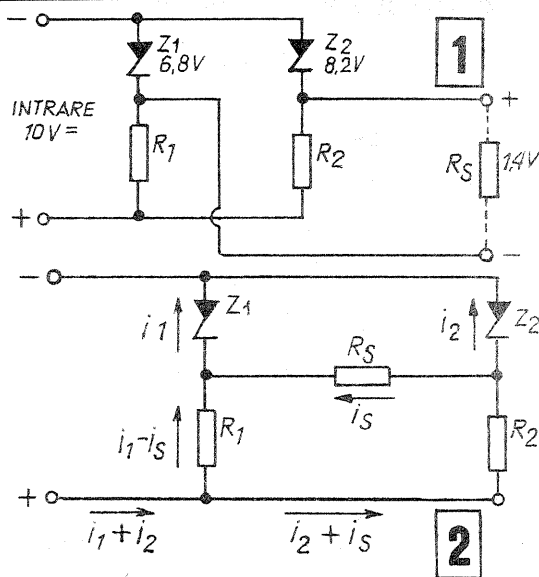 −
Z1
6,8V
Z2
8,2V
1
+
INTRARE
10V =
R1
R2
RS
1,4V
+
−
−
i1
Z1
i2
Z2
RS
iS
i1-iS
R1
R2
+
i1+i2
i2+iS
2